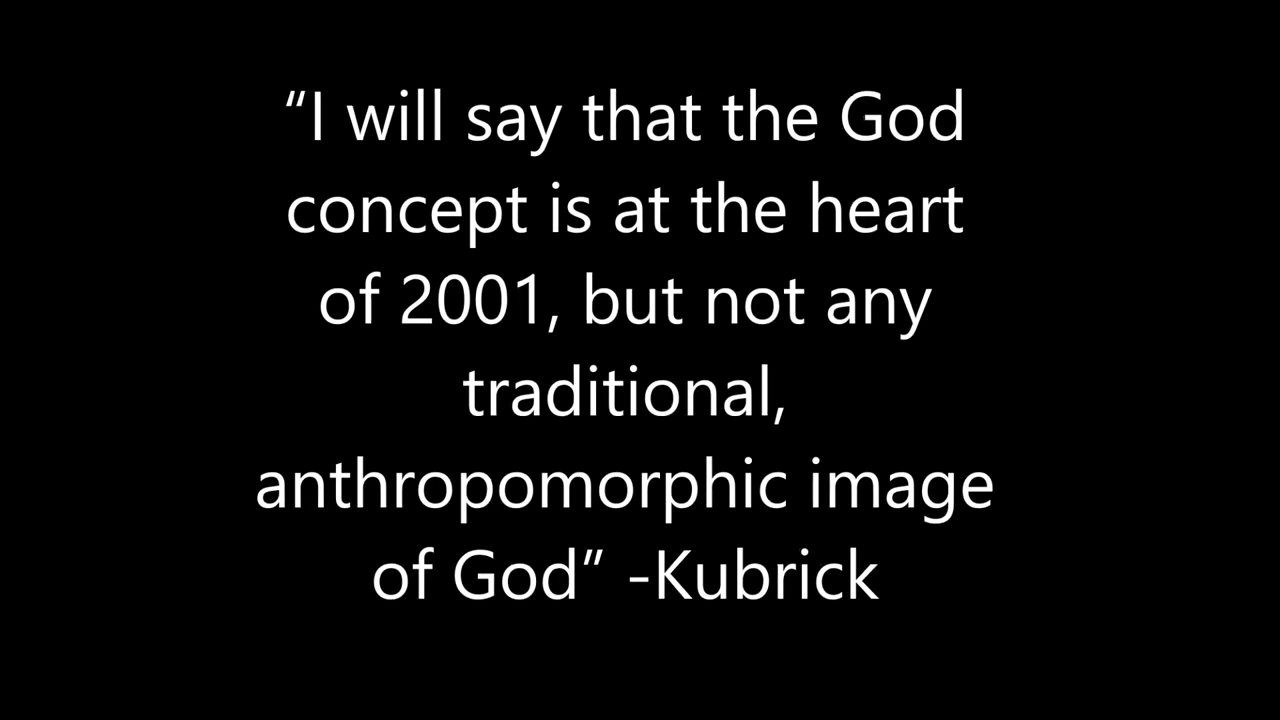 “I will say that the God
concept is at the heart
of 2001, but not any
traditional,
anthropomorphic image
of God” -Kubrick